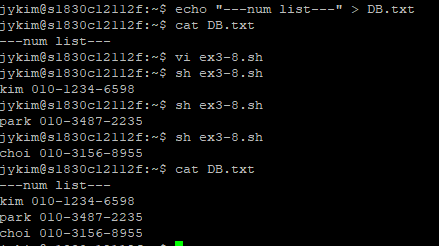 jykim@s1830c12112f:~$ echo "---num list---" > DB.txt
jykim@s1830c12112f:~$ cat DB.txt
---num list---
jykim@s1830c12112f:~$ vi ex3-8.sh
jykim@s1830c12112f:~$ sh ex3-8.sh
kim 010-1234-6598
jykim@s1830c12112f:~$ sh ex3-8.sh
park 010-3487-2235
jykim@s1830c12112f:~$ sh ex3-8.sh
choi 010-3156-8955
jykim@s1830c12112f:~$ cat DB.txt
---num list---
kim 010-1234-6598
park 010-3487-2235
choi 010-3156-8955